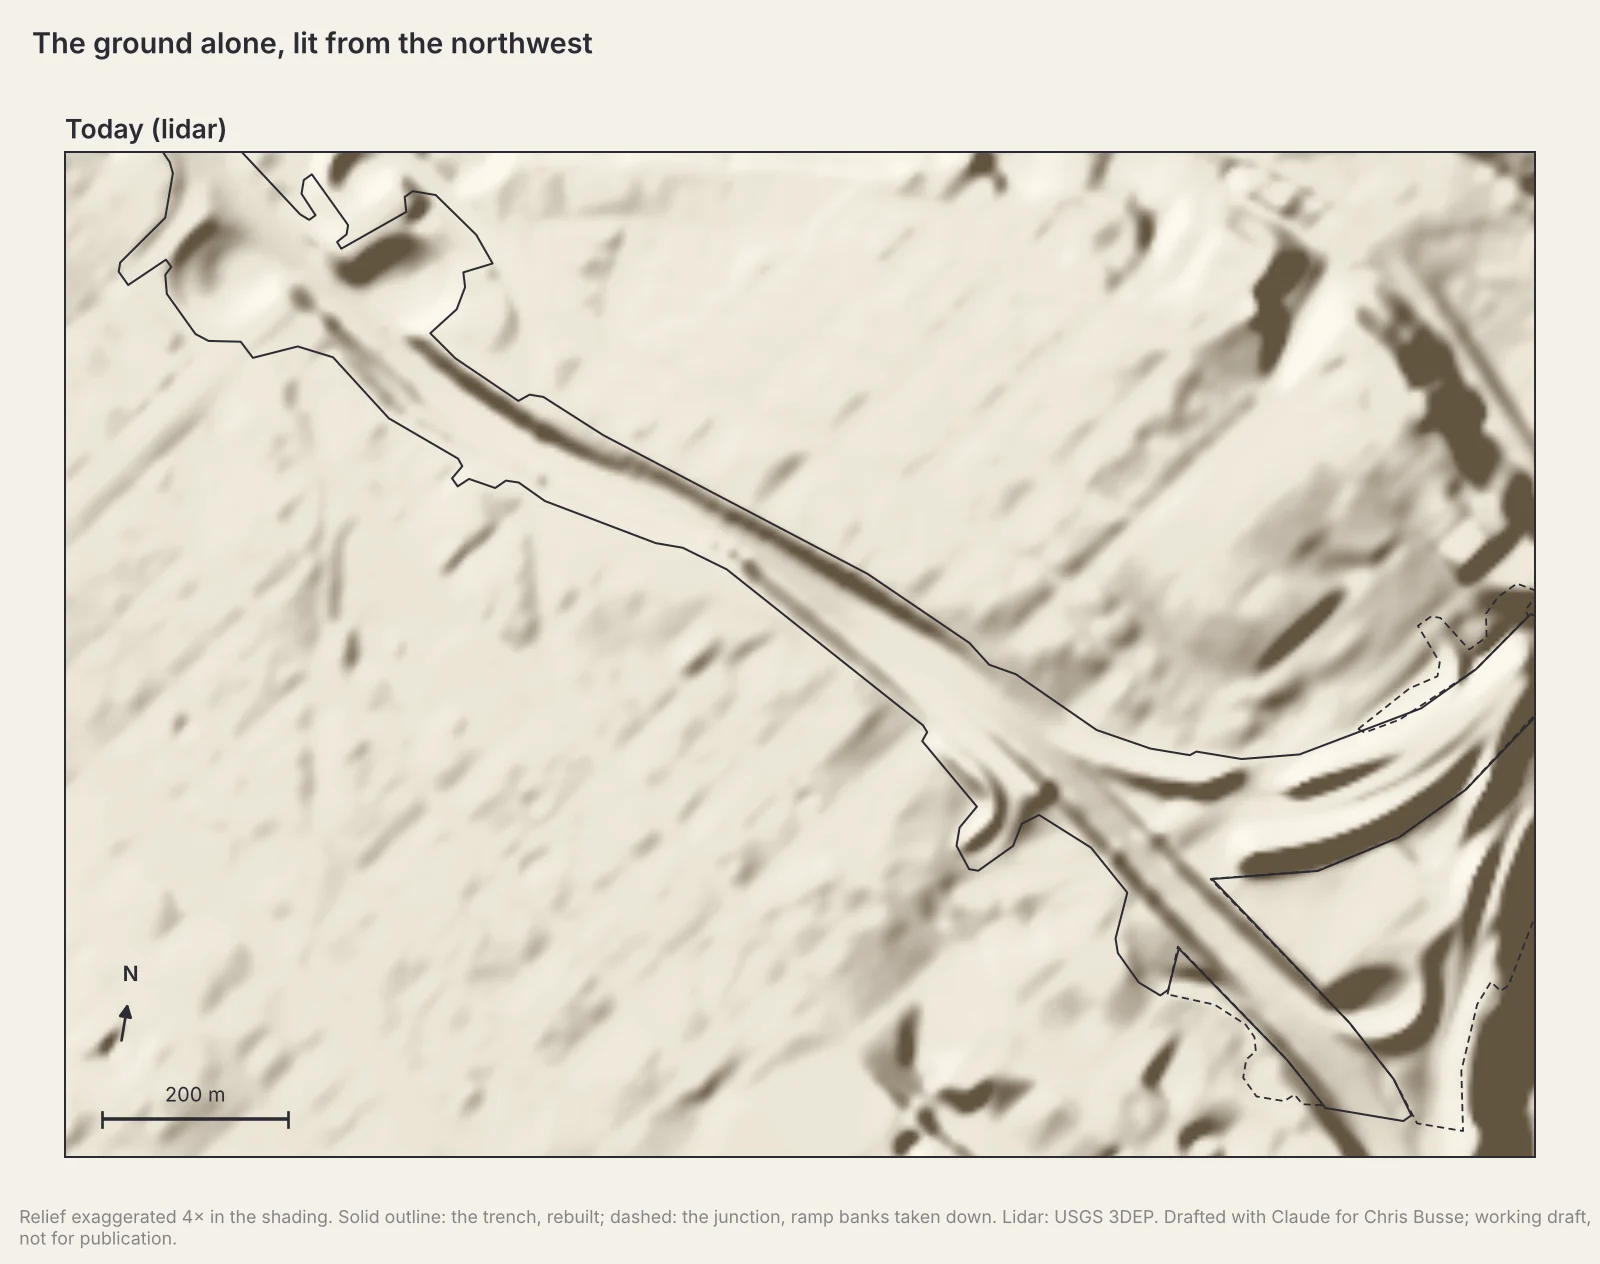 The ground alone, lit from the northwest
Today (lidar)
N
200 m
Relief exaggerated 4× in the shading. Solid outline: the trench, rebuilt; dashed: the junction, ramp banks taken down. Lidar: USGS 3DEP. Drafted with Claude for Chris Busse; working draft,
not for publication.